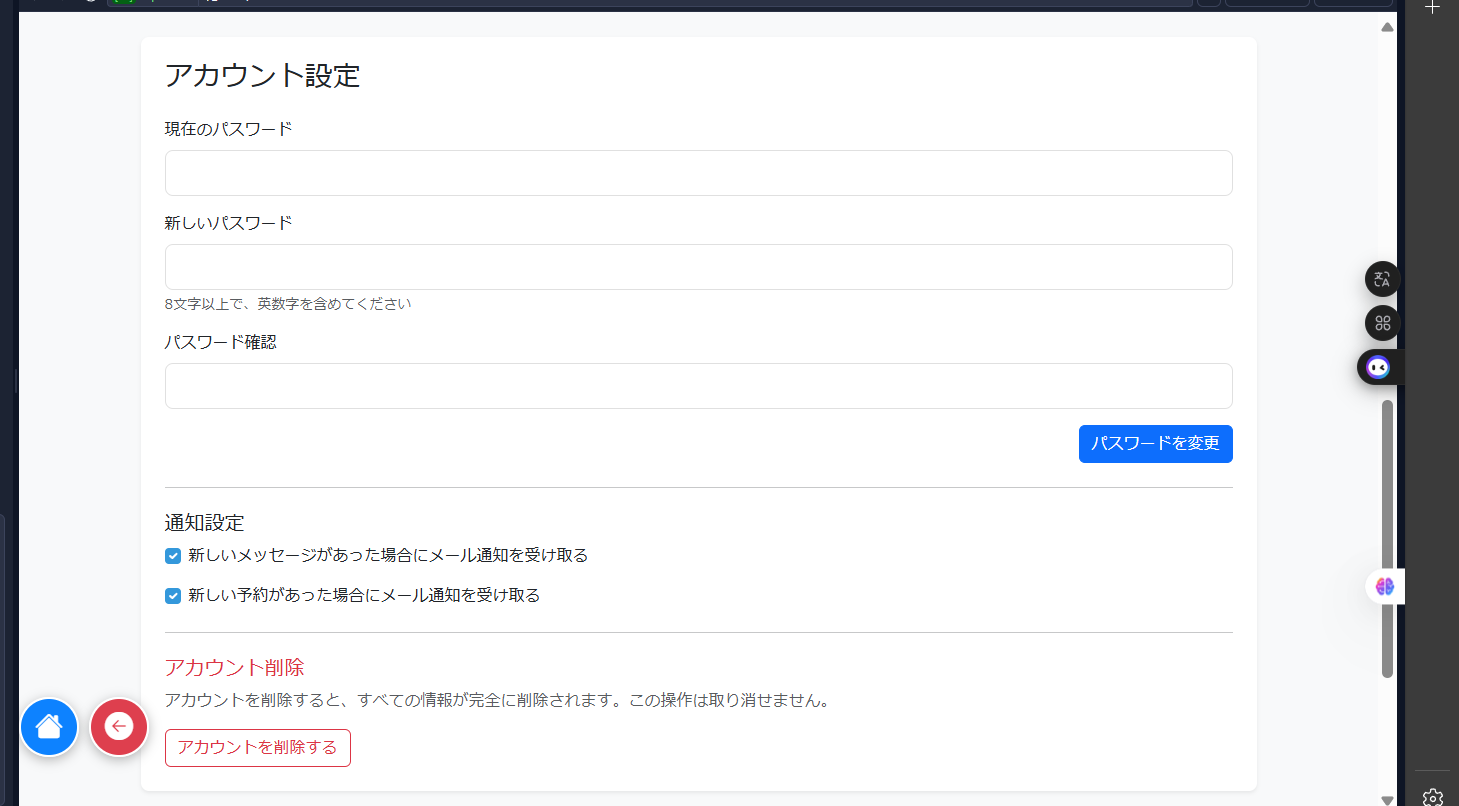 アカウント設定
現在のパスワード
新しいパスワード
8文字以上で、英数字を含めてください
パスワード確認
パスワードを変更
通知設定
新しいメッセージがあった場合にメール通知を受け取る
新しい予約があった場合にメール通知を受け取る
アカウント削除
アカウントを削除すると、すべての情報が完全に削除されます。この操作は取り消せません。
アカウントを削除する